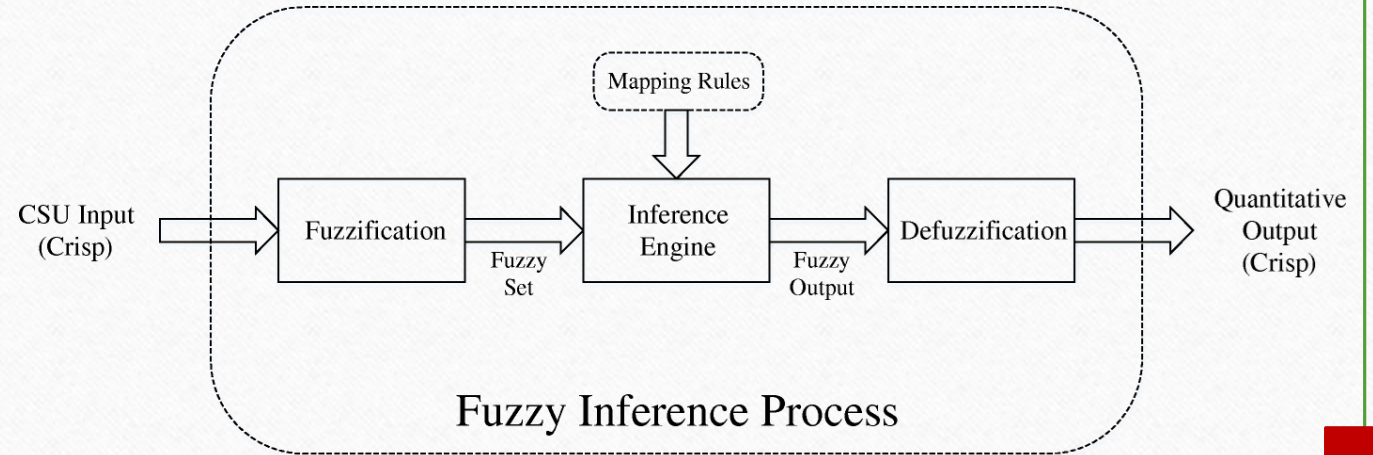 Mapping Rules
CSU Input
(Crisp)
Fuzzification
Fuzzy
Set
Inference
Engine
Fuzzy
Output
Defuzzification
Quantitative
Output
(Crisp)
Fuzzy Inference Process